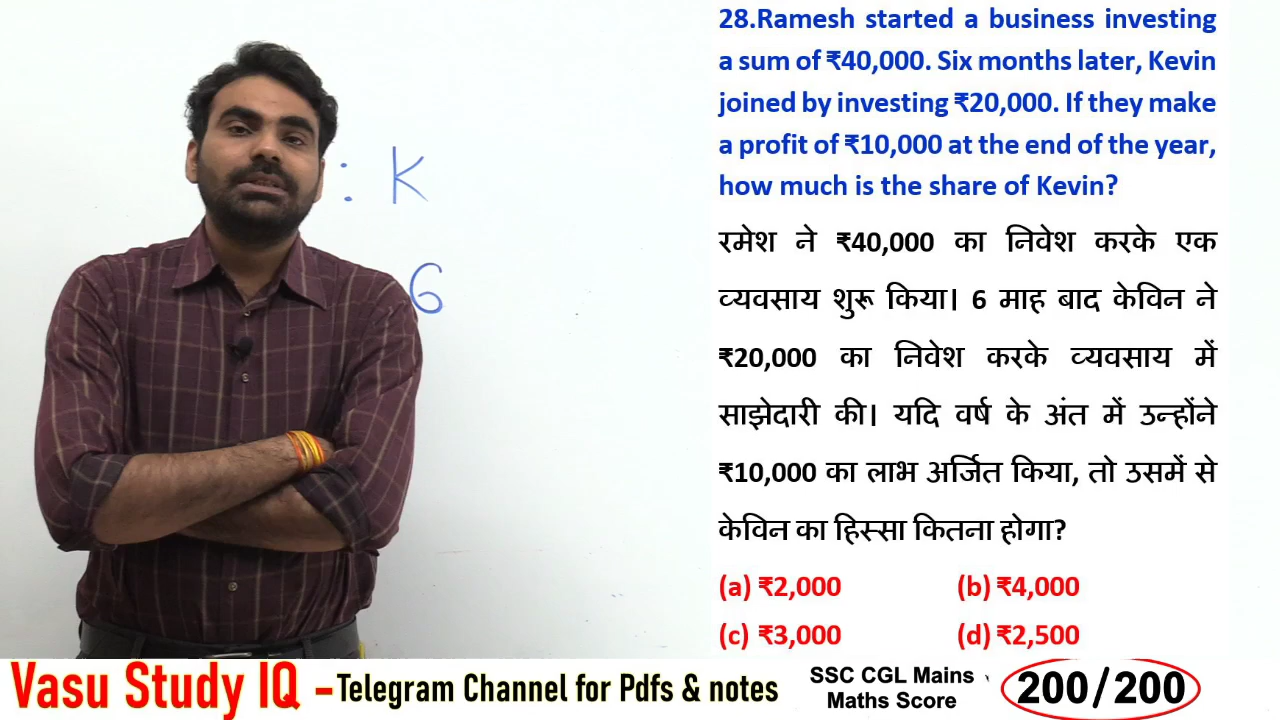 28.Ramesh started a business investing
a sum of ₹40,000. Six months later, Kevin
joined by investing ₹20,000. If they make
a profit of ₹10,000 at the end of the year,
how much is the share of Kevin?
रमेश ने ₹40,000 का निवेश करके एक
व्यवसाय शुरू किया। 6 माह बाद केविन ने
₹20,000 का निवेश करके व्यवसाय में
साझेदारी की। यदि वर्ष के अंत में उन्होंने
₹10,000 का लाभ अर्जित किया, तो उसमें से
केविन का हिस्सा कितना होगा?
(a) ₹2,000 (b) ₹4,000
(c) ₹3,000 (d) ₹2,500
: K
6
Vasu Study IQ - Telegram Channel for Pdfs & notes
SSC CGL Mains
Maths Score
200/200